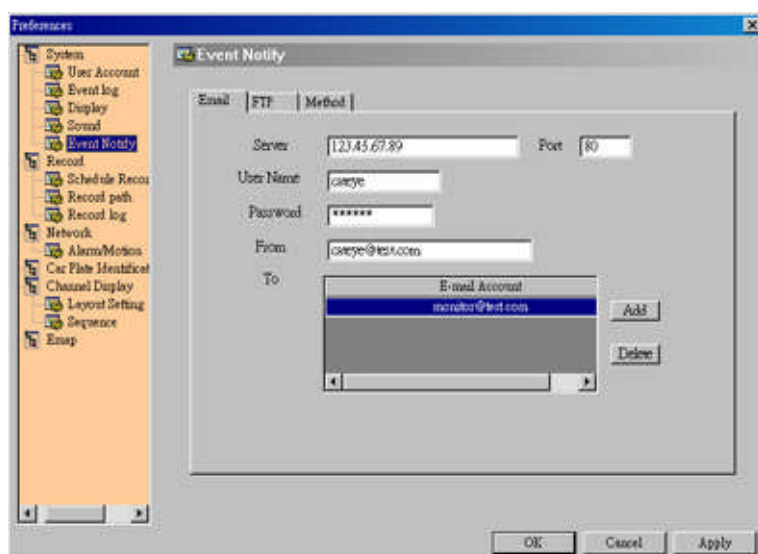 Preferences
System
User Account
Event log
Display
Sound
Event Notify
Record
Schedule Recor
Record path
Record log
Network
Alarm/Motion
Car Plate Identificat
Channel Display
Layout Setting
Sequence
Emap
Event Notify
Email FTP Method
Server 123.45.67.89 Port 80
User Name careye
Password ******
From careye@test.com
To
E-mail Account
monitor@test.com
Add
Delete
OK Cancel Apply